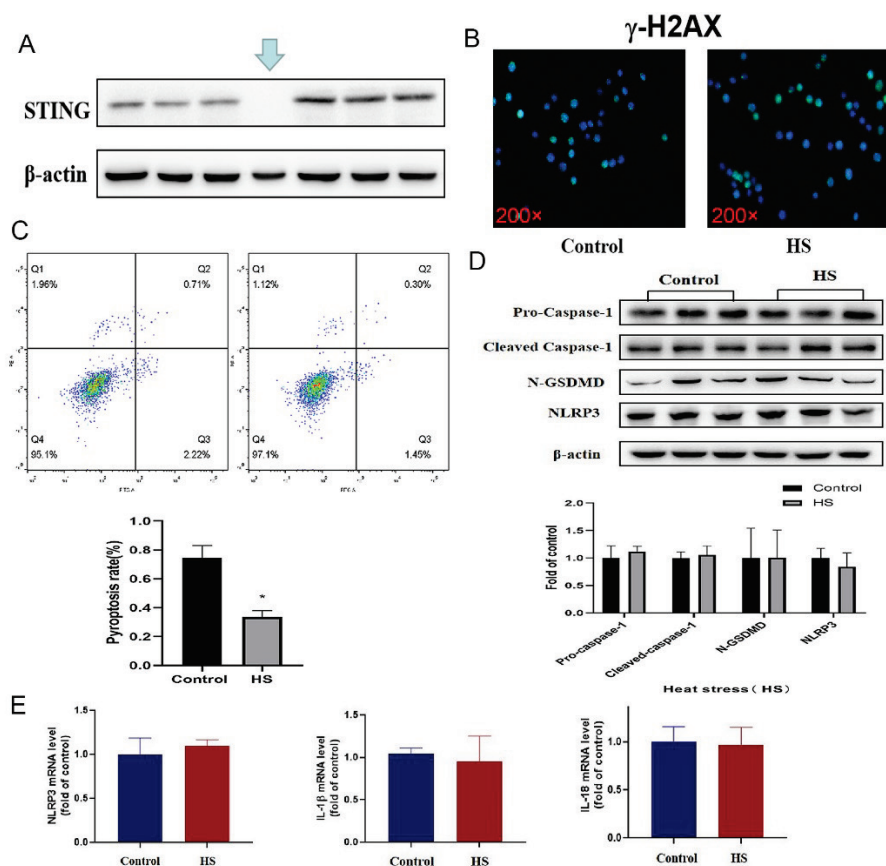 A
STING
β-actin
B
γ-H2AX
200×
200×
Control
HS
C
Q1
1.96%
Q2
0.71%
Q4
95.1%
Q3
2.22%
Q1
1.12%
Q2
0.30%
Q4
97.1%
Q3
1.45%
Pyroptosis rate(%)
0.0
0.2
0.4
0.6
0.8
1.0
*
Control
HS
D
Control
HS
Pro-Caspase-1
Cleaved Caspase-1
N-GSDMD
NLRP3
β-actin
Control
HS
Fold of control
0.0
0.5
1.0
1.5
2.0
Pro-caspase-1
Cleaved-caspase-1
N-GSDMD
NLRP3
Heat stress（HS）
E
NLRP3 mRNA level
(fold of control)
0.0
0.5
1.0
1.5
Control
HS
IL-1β mRNA level
(fold of control)
0.0
0.5
1.0
1.5
Control
HS
IL-18 mRNA level
(fold of control)
0.0
0.5
1.0
Control
HS